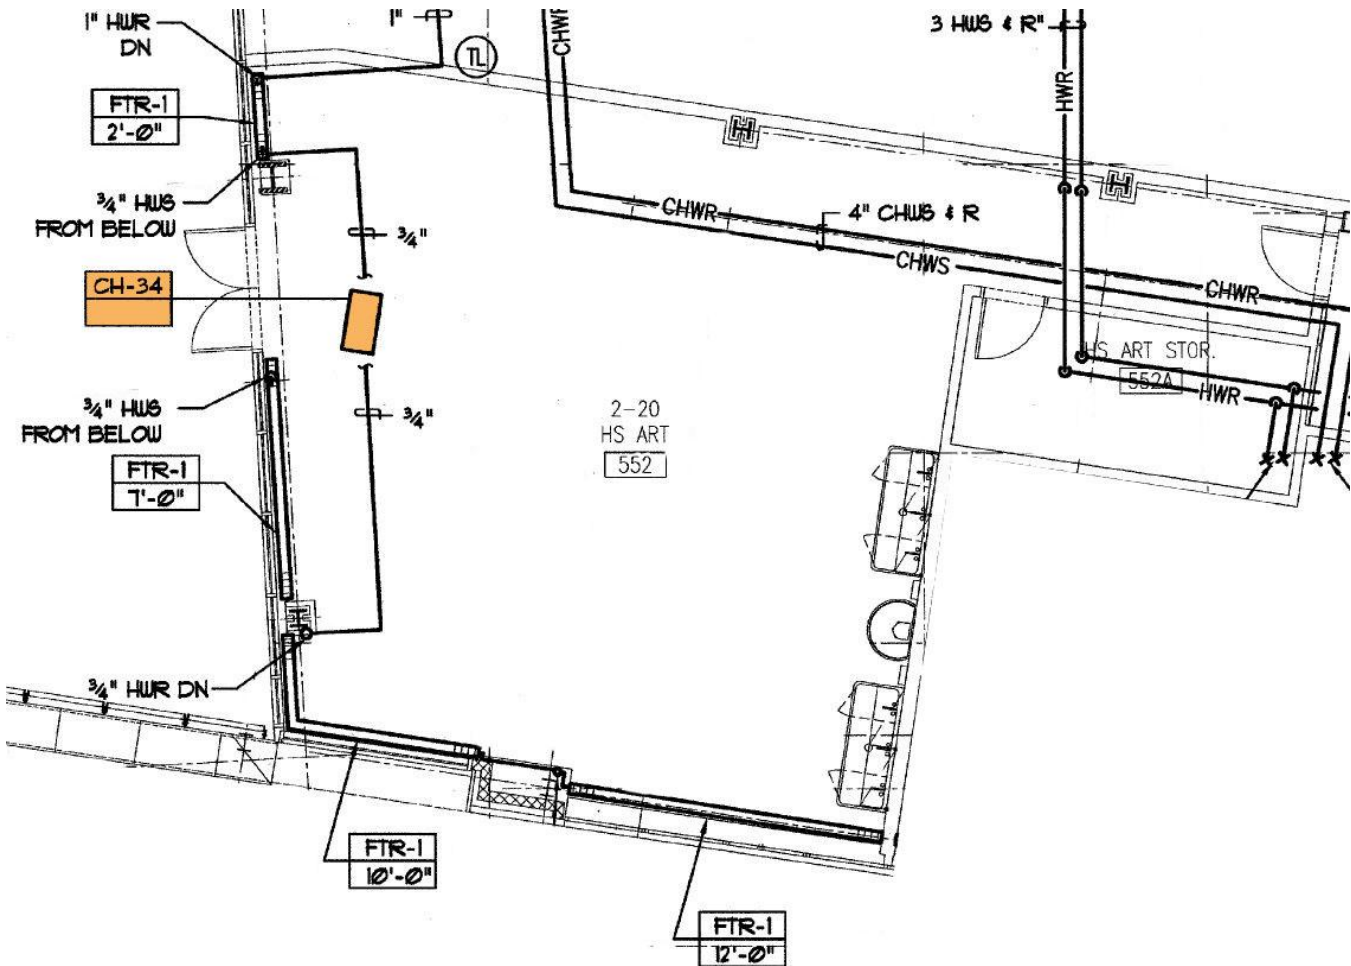 1" HWR
DN
1"
TL
CHWR
3 HWS & R"
HWR
FTR-1
2'-0"
3/4" HWS
FROM BELOW
3/4"
CHWR
4" CHWS & R
CHWS
CHWR
CH-34
HS ART STOR.
552A
HWR
3/4" HWS
FROM BELOW
3/4"
2-20
HS ART
552
FTR-1
7'-0"
3/4" HWR DN
FTR-1
10'-0"
FTR-1
12'-0"